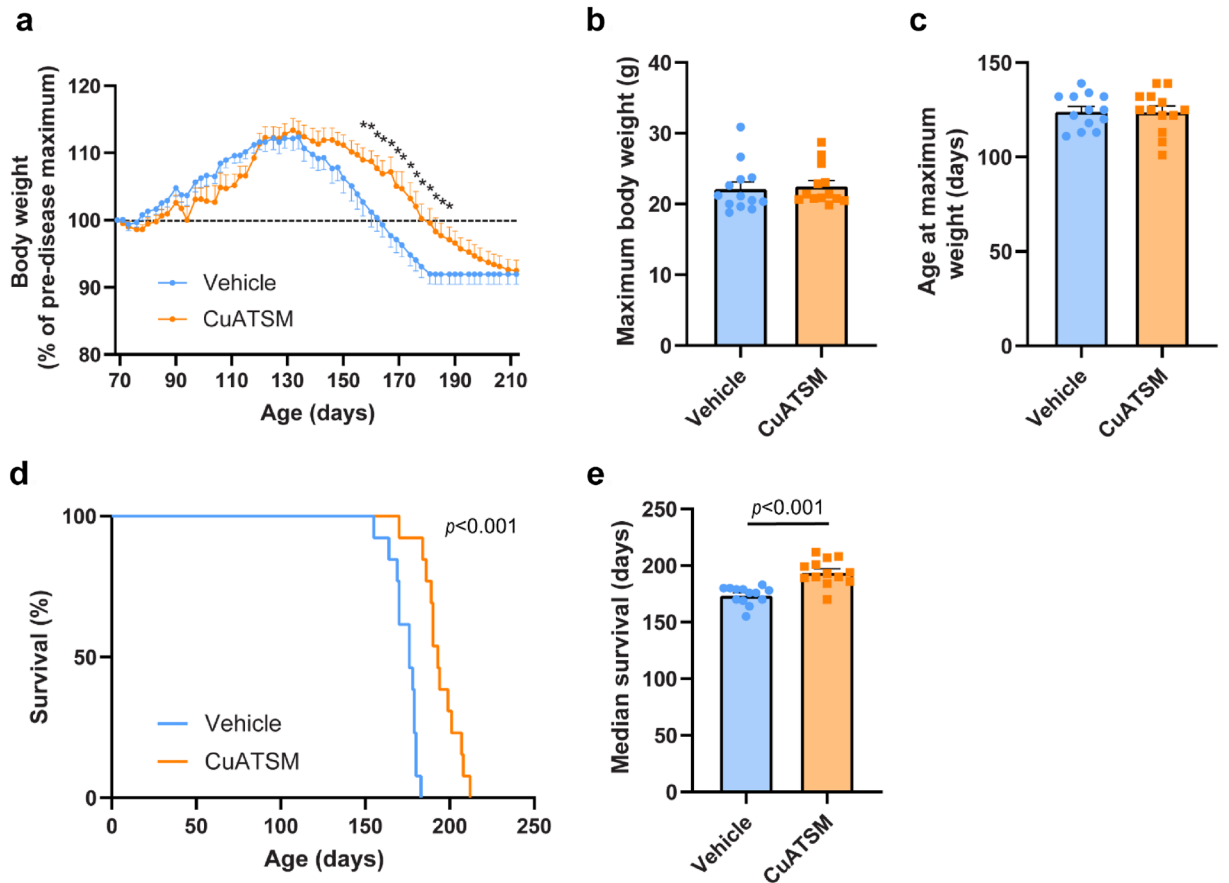 a
Body weight
(% of pre-disease maximum)
120
110
100
90
80
Vehicle
CuATSM
* * * * * * * * * * * * *
70 90 110 130 150 170 190 210
Age (days)
b
Maximum body weight (g)
40
30
20
10
0
Vehicle
CuATSM
c
Age at maximum
weight (days)
150
100
50
0
Vehicle
CuATSM
d
Survival (%)
100
50
0
p<0.001
Vehicle
CuATSM
0 50 100 150 200 250
Age (days)
e
Median survival (days)
250
200
150
100
50
0
p<0.001
Vehicle
CuATSM